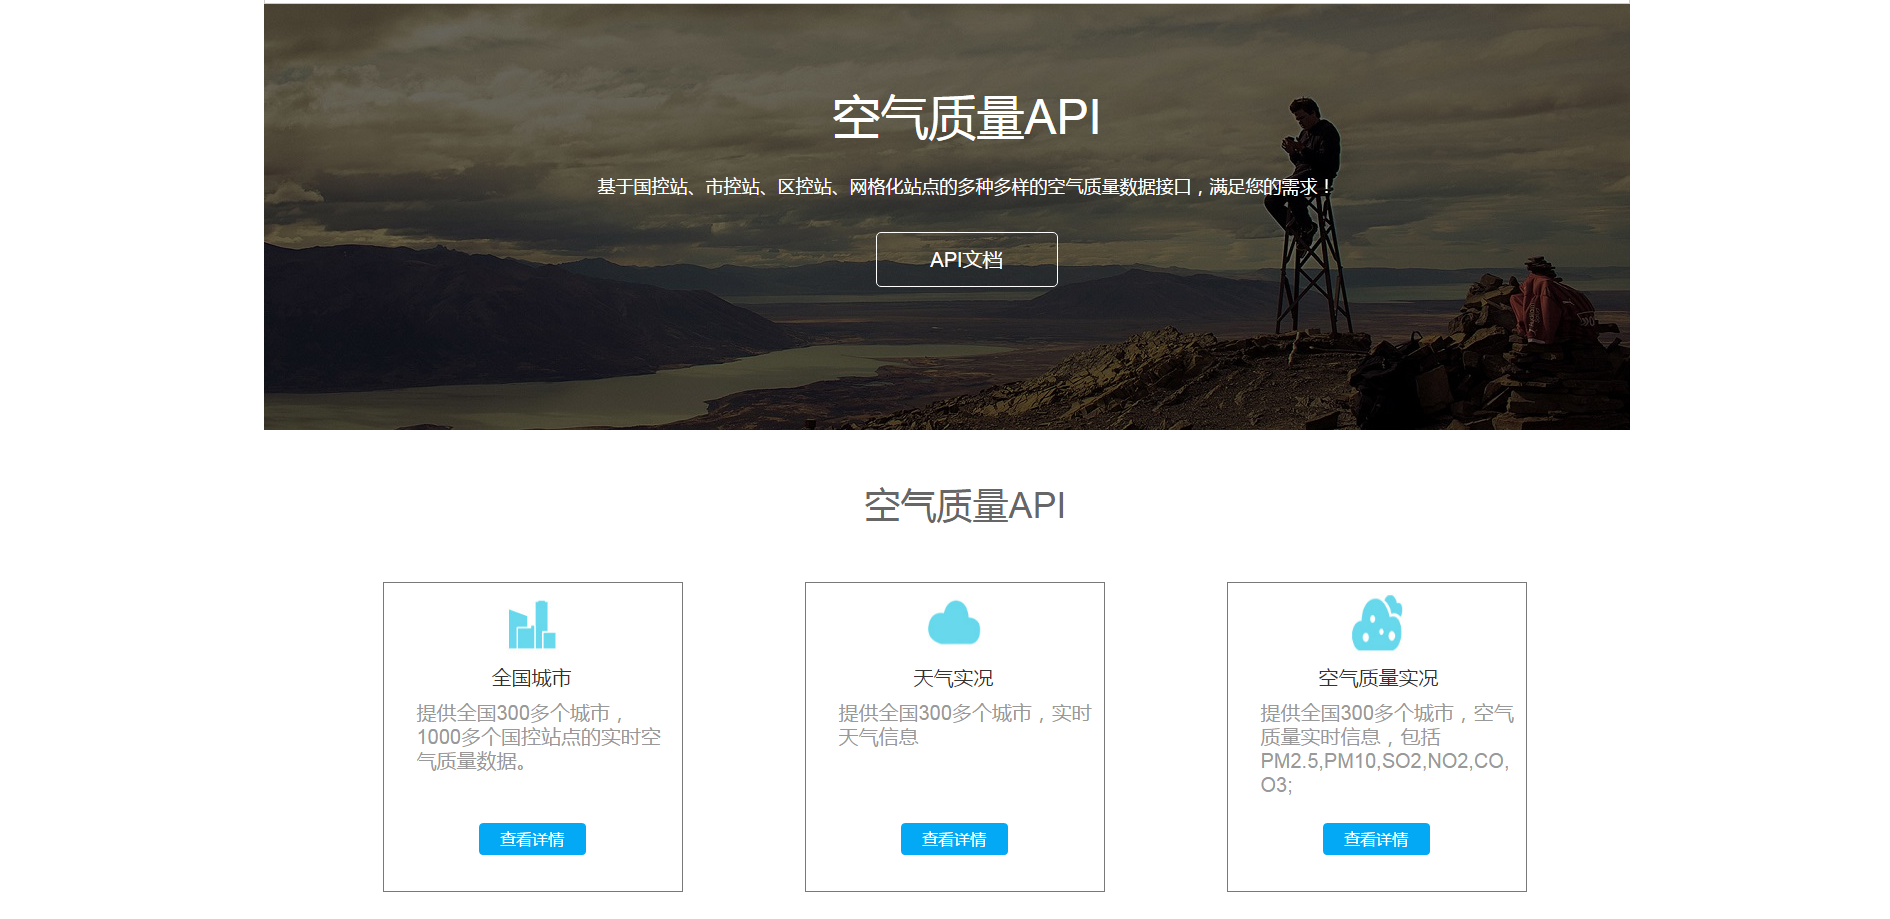 空气质量API
基于国控站、市控站、区控站、网格化站点的多种多样的空气质量数据接口，满足您的需求！
API文档
空气质量API
全国城市
提供全国300多个城市，
1000多个国控站点的实时空
气质量数据。
查看详情
天气实况
提供全国300多个城市，实时
天气信息
查看详情
空气质量实况
提供全国300多个城市，空气
质量实时信息，包括
PM2.5,PM10,SO2,NO2,CO,
O3;
查看详情